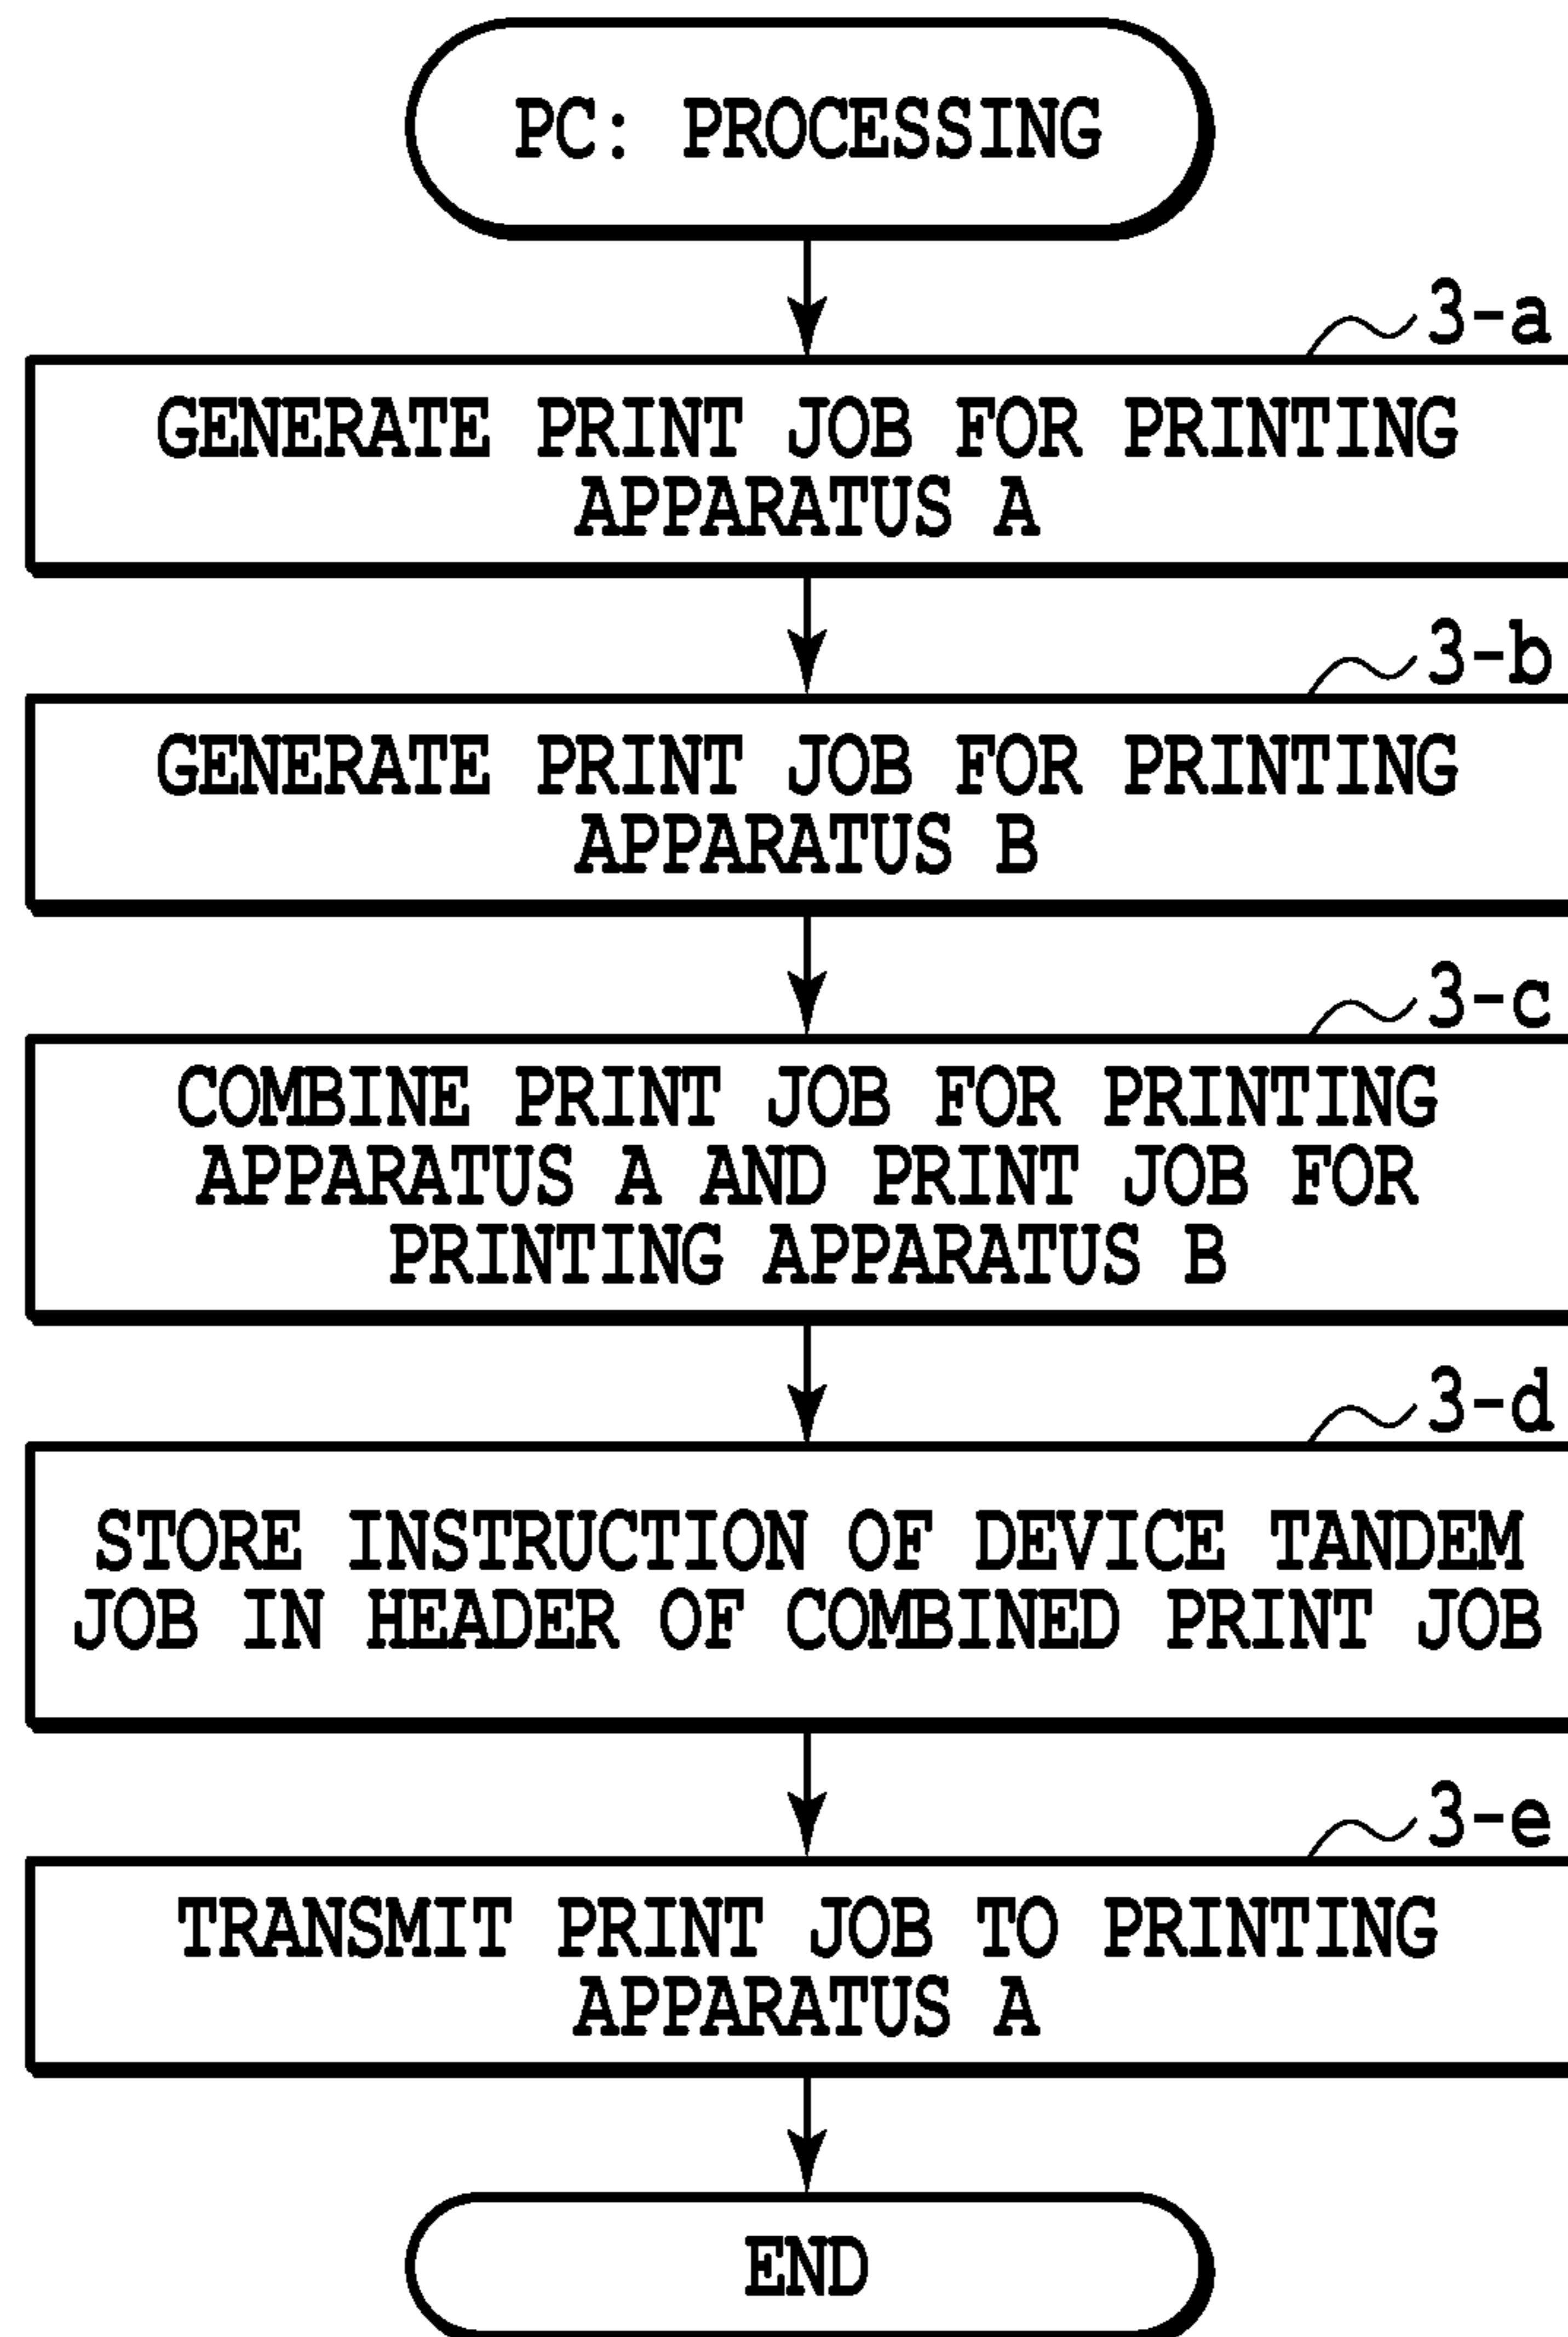 PC: PROCESSING
3-a
GENERATE PRINT JOB FOR PRINTING
APPARATUS A
3-b
GENERATE PRINT JOB FOR PRINTING
APPARATUS B
3-c
COMBINE PRINT JOB FOR PRINTING
APPARATUS A AND PRINT JOB FOR
PRINTING APPARATUS B
3-d
STORE INSTRUCTION OF DEVICE TANDEM
JOB IN HEADER OF COMBINED PRINT JOB
3-e
TRANSMIT PRINT JOB TO PRINTING
APPARATUS A
END